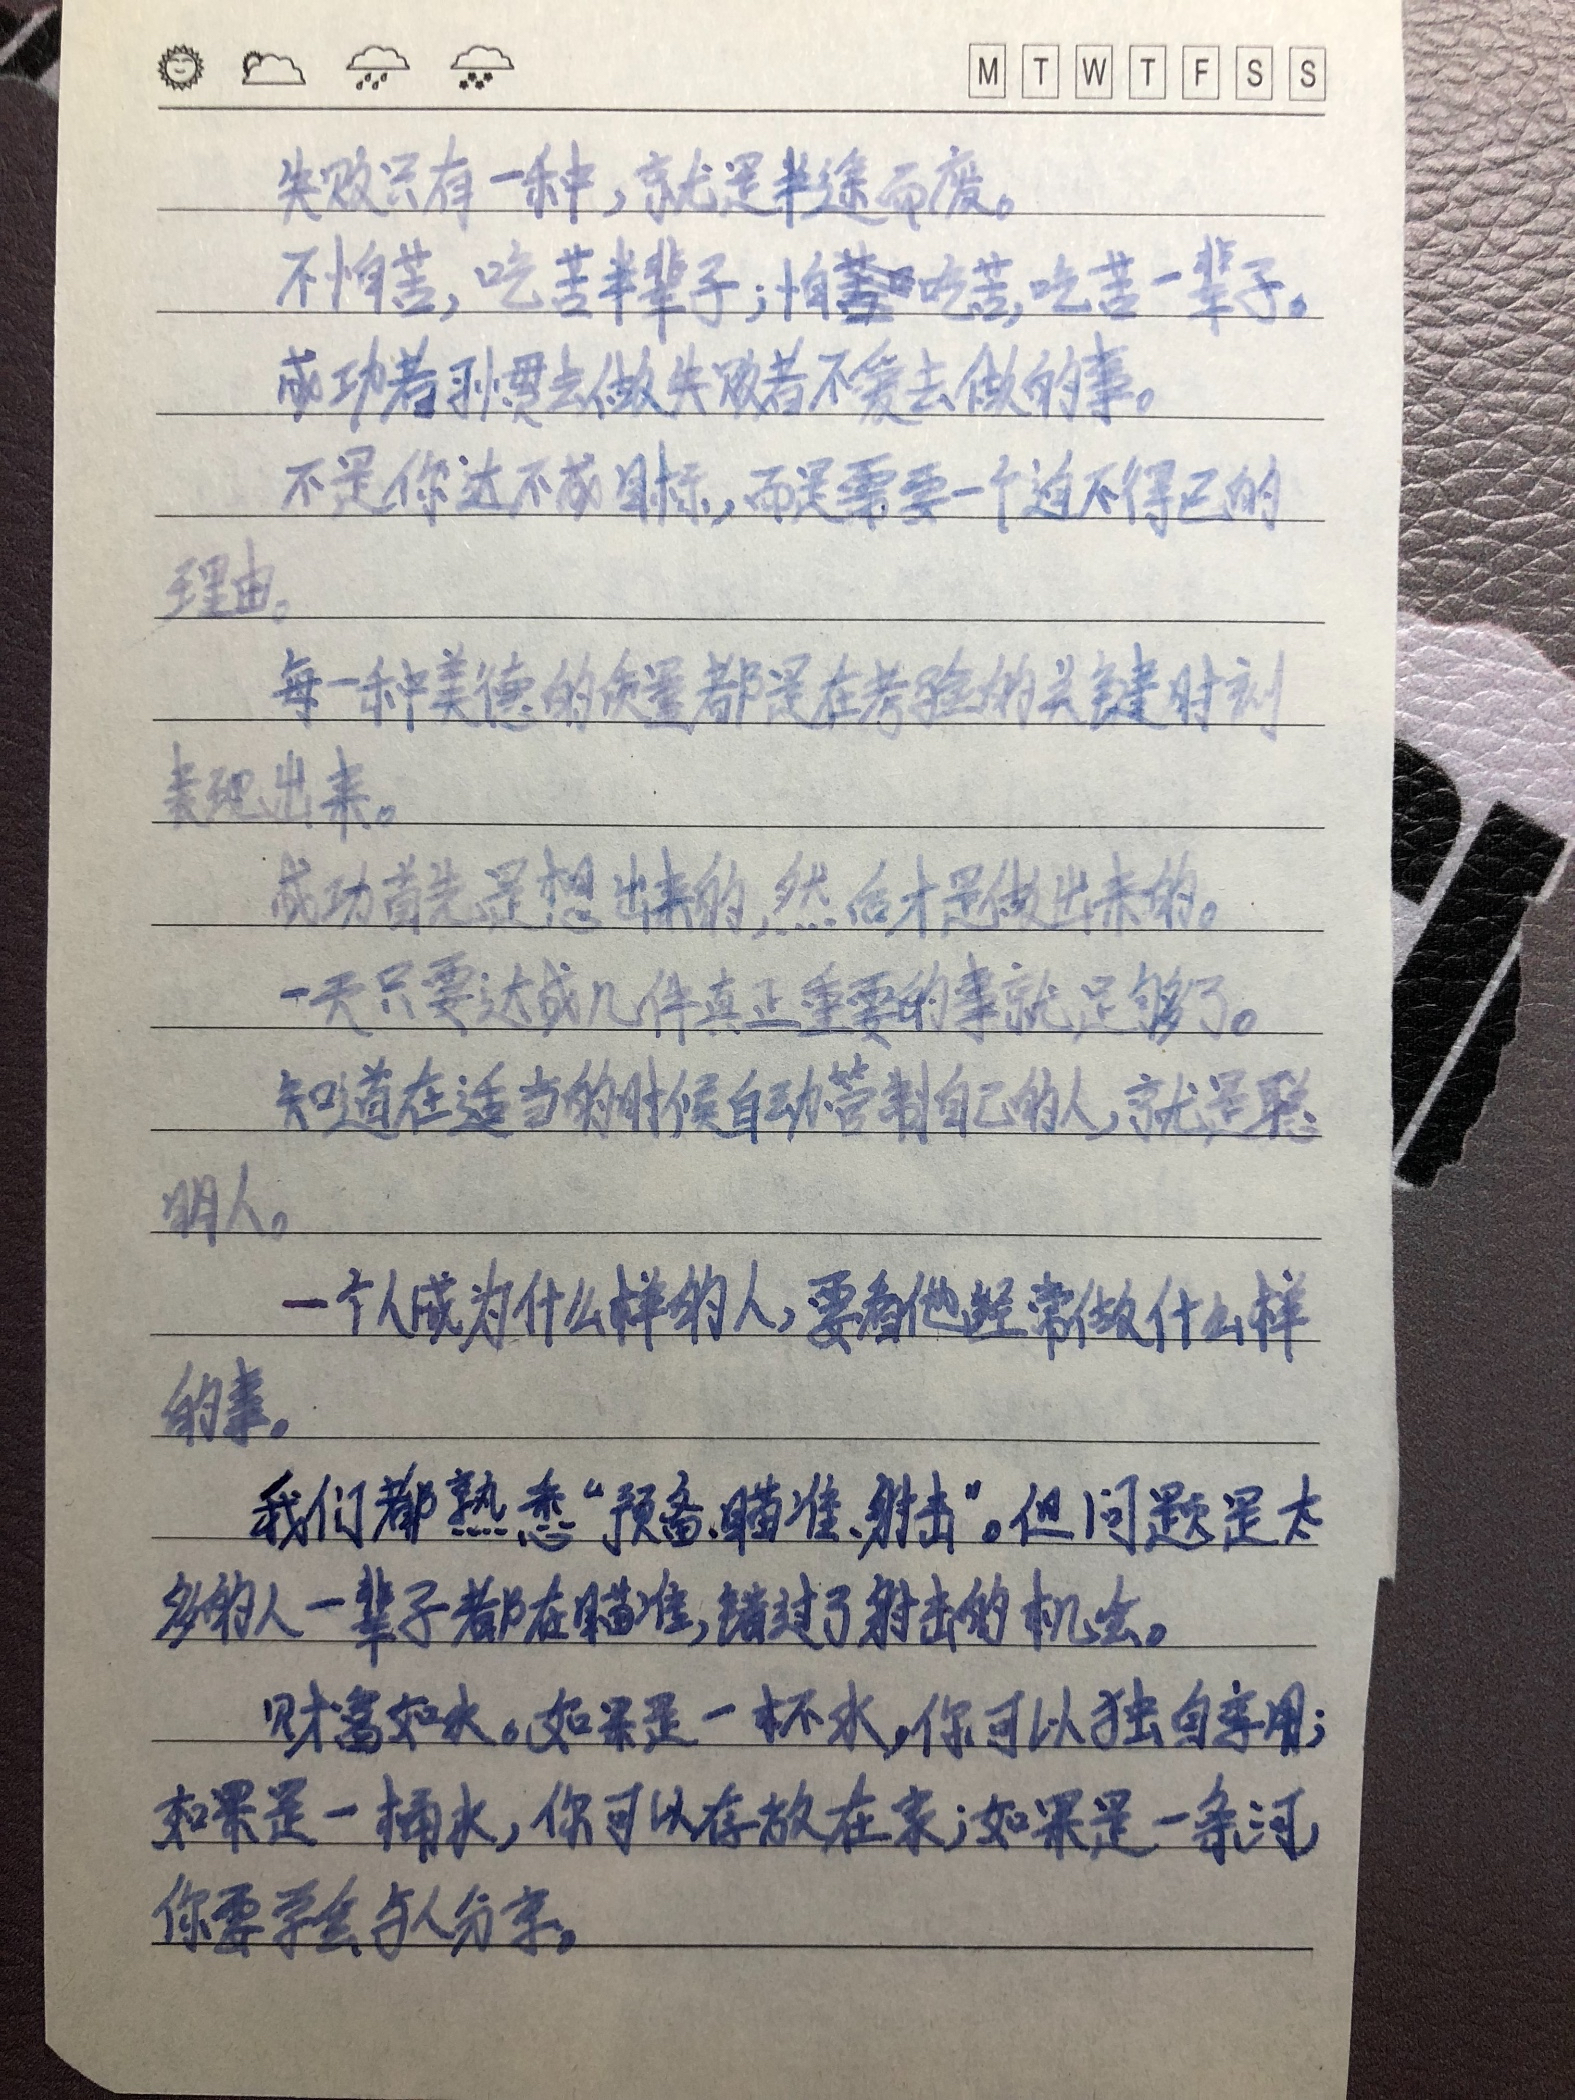 M T W T F S S
失败只有一种，就是半途而废。
不怕苦，吃苦半辈子；怕吃苦，吃苦一辈子。
成功者习惯去做失败者不爱去做的事。
不是你达不成目标，而是需要一个迫不得已的
理由。
每一种美德的质量都是在考验的关键时刻
表现出来。
成功首先是想出来的，然后才是做出来的。
一天只要达成几件真正重要的事就足够了。
知道在适当的时候自动管制自己的人，就是聪
明人。
一个人成为什么样的人，要看他经常做什么样
的事。
我们都熟悉“预备、瞄准、射击”。但问题是太
多的人一辈子都在瞄准，错过了射击的机会。
财富如水。如果是一杯水，你可以独自享用；
如果是一桶水，你可以存放在家；如果是一条河，
你要学会与人分享。